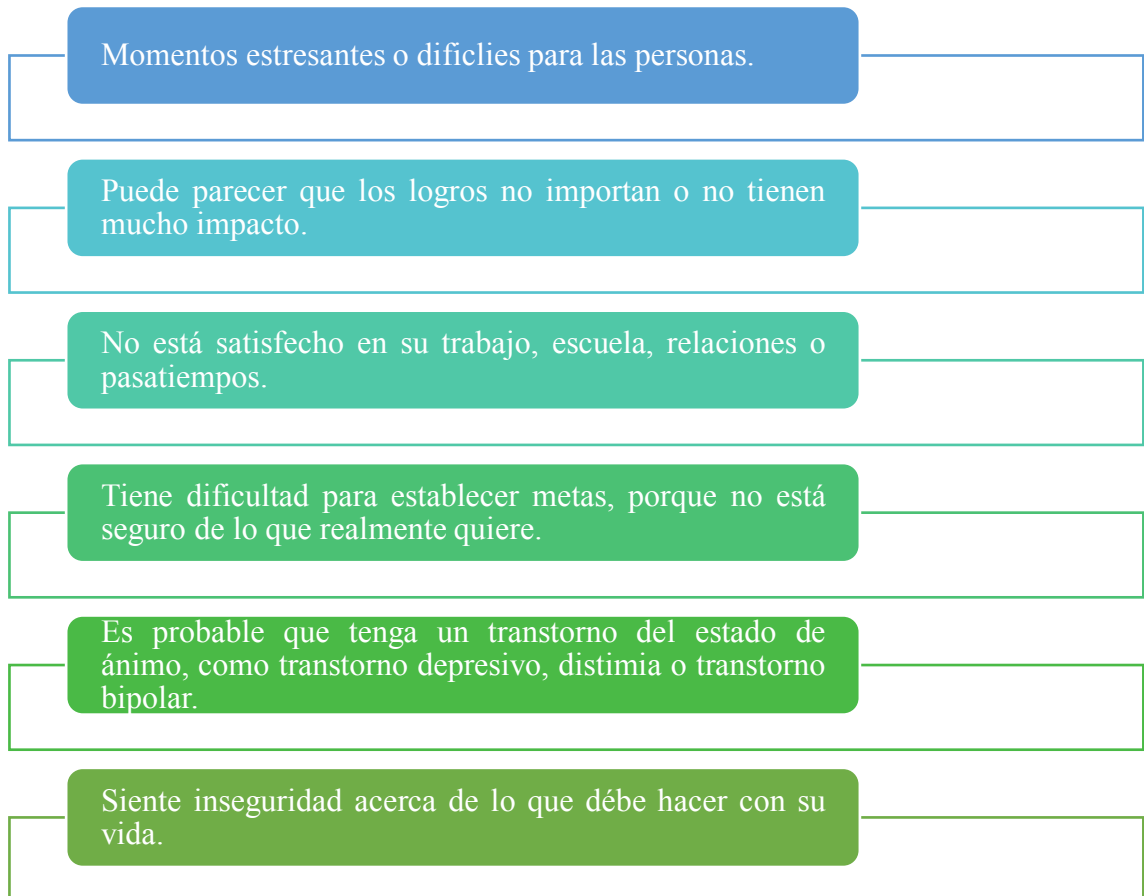 Momentos estresantes o dificlies para las personas.
Puede parecer que los logros no importan o no tienen
mucho impacto.
No está satisfecho en su trabajo, escuela, relaciones o
pasatiempos.
Tiene dificultad para establecer metas, porque no está
seguro de lo que realmente quiere.
Es probable que tenga un transtorno del estado de
ánimo, como transtorno depresivo, distimia o transtorno
bipolar.
Siente inseguridad acerca de lo que débe hacer con su
vida.